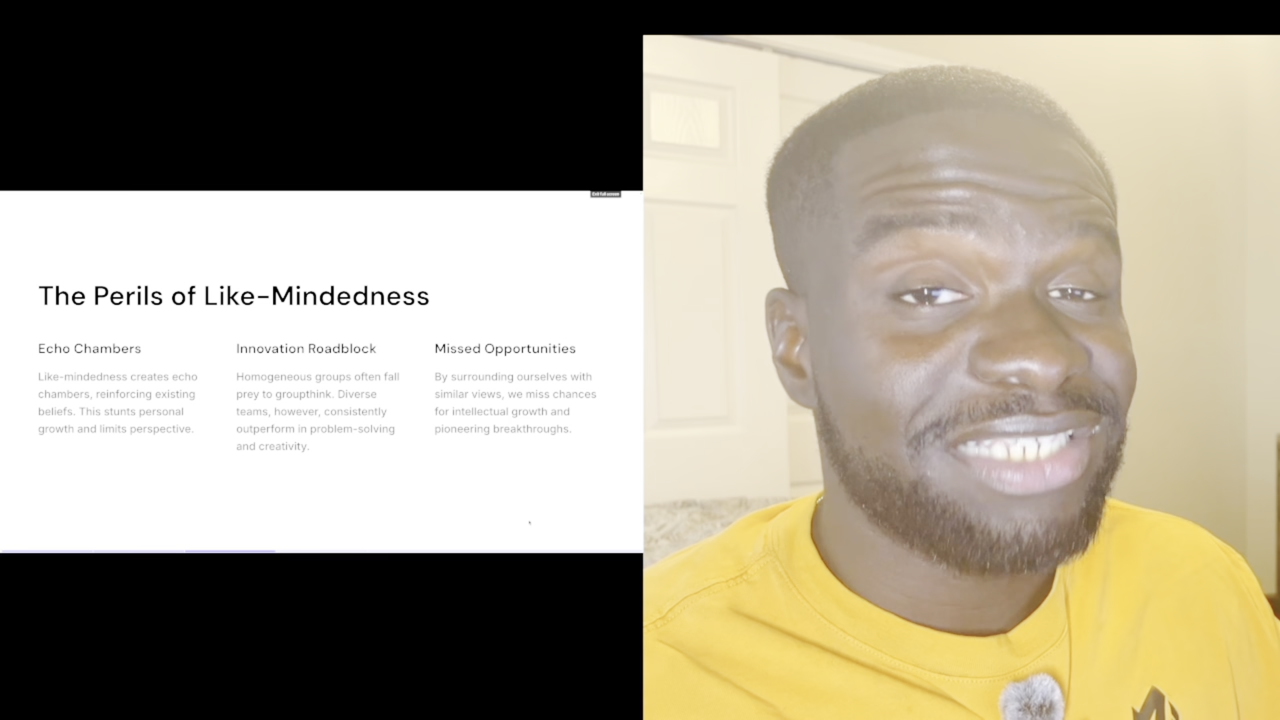 Exit full screen
The Perils of Like-Mindedness
Echo Chambers
Like-mindedness creates echo
chambers, reinforcing existing
beliefs. This stunts personal
growth and limits perspective.
Innovation Roadblock
Homogeneous groups often fall
prey to groupthink. Diverse
teams, however, consistently
outperform in problem-solving
and creativity.
Missed Opportunities
By surrounding ourselves with
similar views, we miss chances
for intellectual growth and
pioneering breakthroughs.